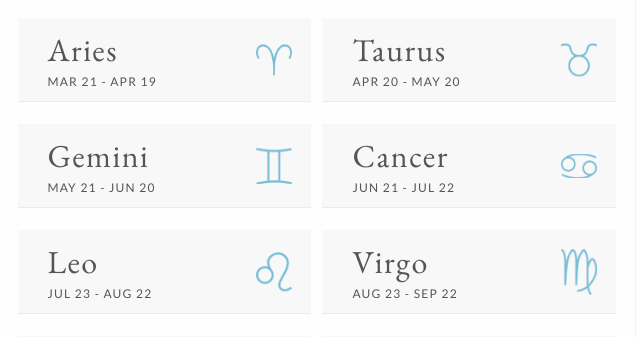 Aries
MAR 21 - APR 19
Taurus
APR 20 - MAY 20
Gemini
MAY 21 - JUN 20
Cancer
JUN 21 - JUL 22
Leo
JUL 23 - AUG 22
Virgo
AUG 23 - SEP 22